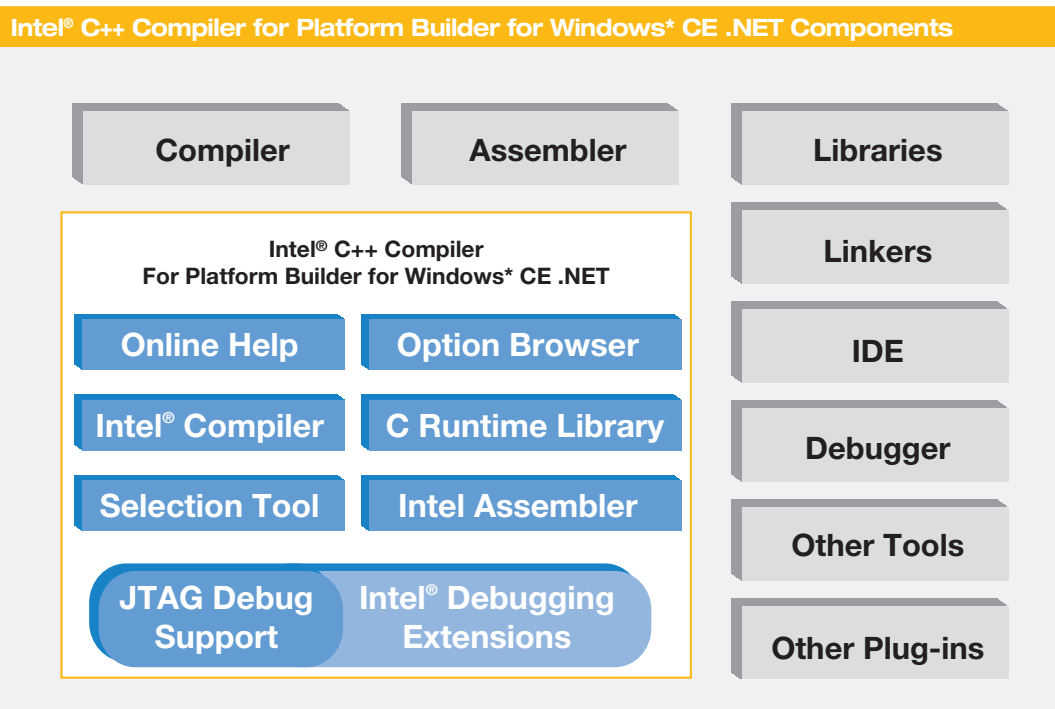 Intel® C++ Compiler for Platform Builder for Windows* CE .NET Components
Compiler
Assembler
Libraries
Intel® C++ Compiler
For Platform Builder for Windows* CE .NET
Online Help
Option Browser
Intel® Compiler
C Runtime Library
Selection Tool
Intel Assembler
JTAG Debug
Support
Intel® Debugging
Extensions
Linkers
IDE
Debugger
Other Tools
Other Plug-ins